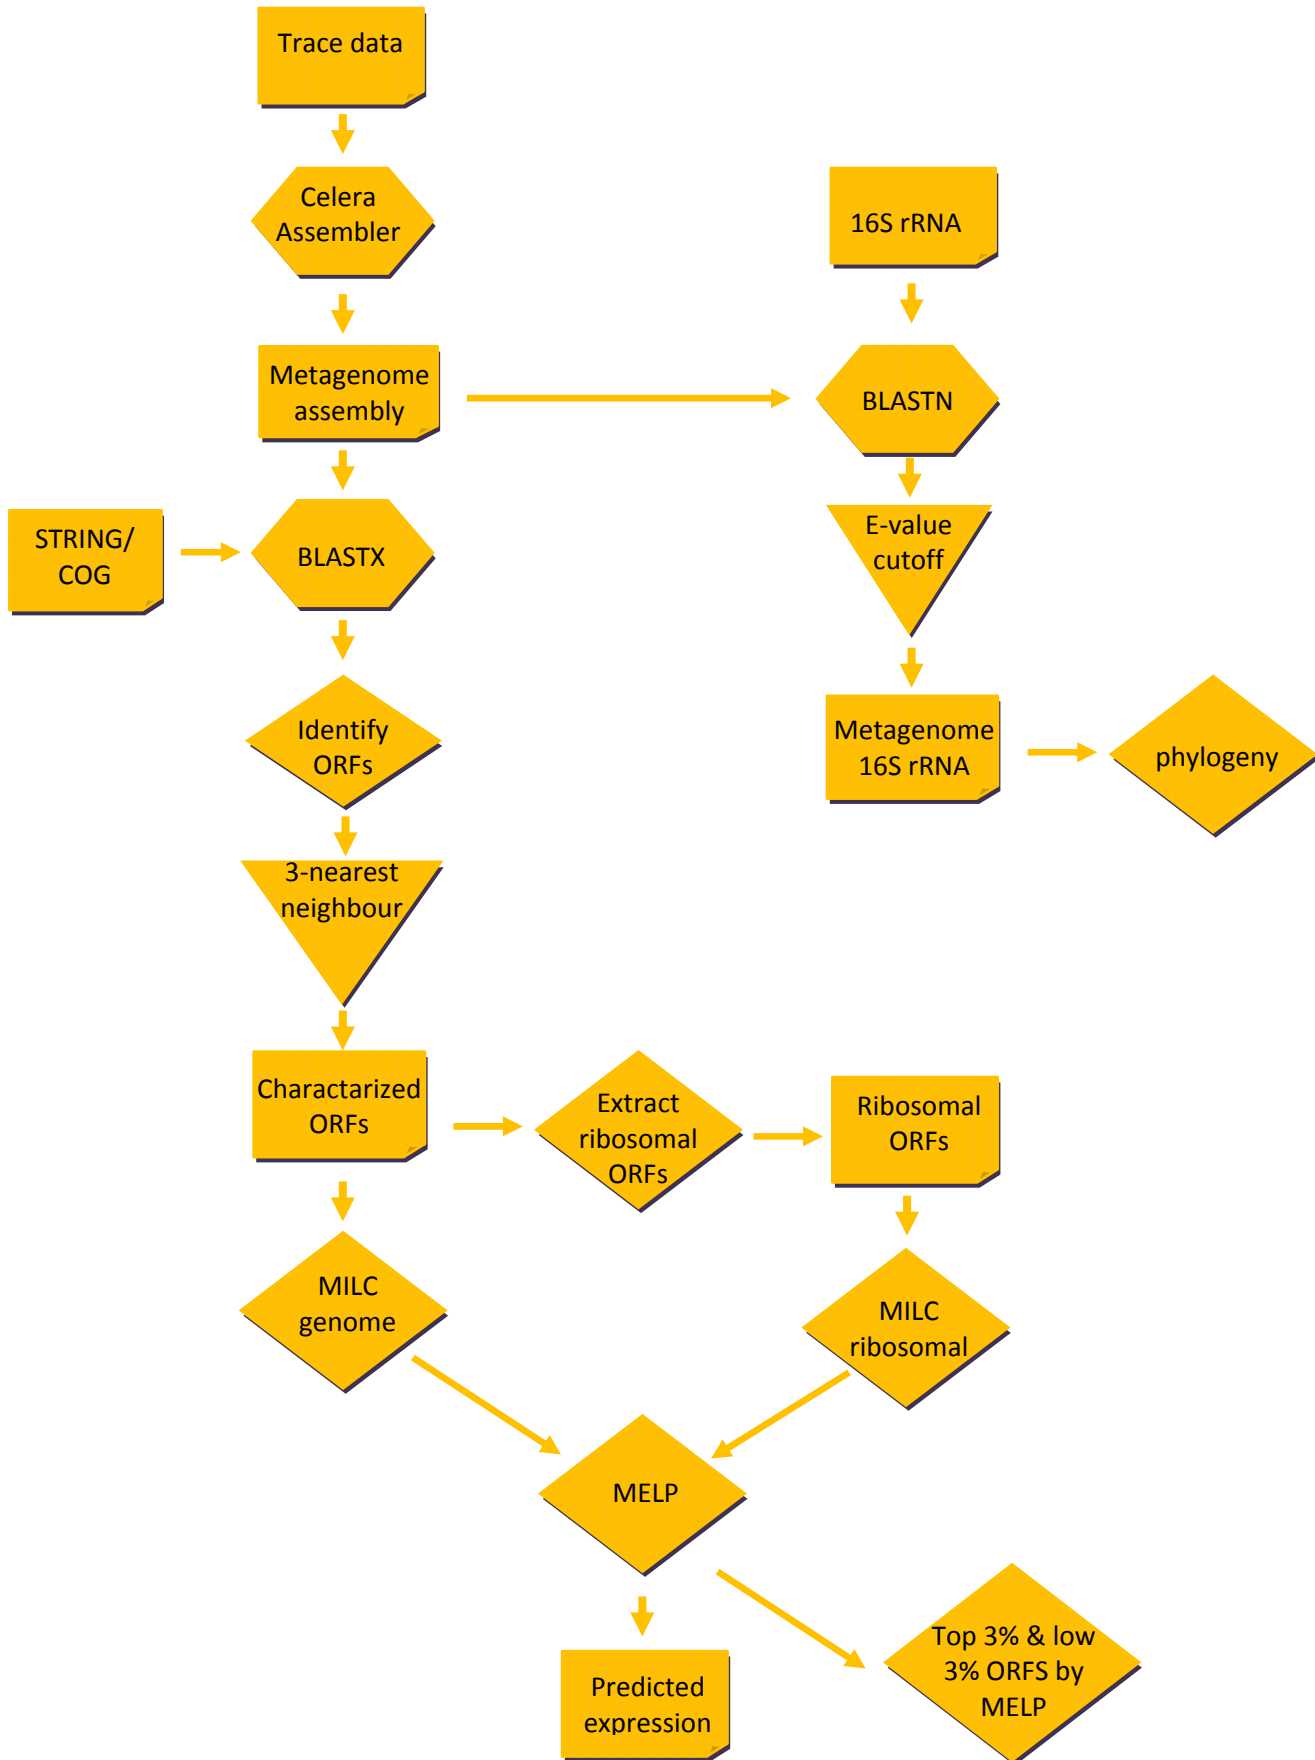 Trace data
Celera
Assembler
16S rRNA
Metagenome
assembly
BLASTN
STRING/
COG
BLASTX
E-value
cutoff
Identify
ORFs
Metagenome
16S rRNA
phylogeny
3-nearest
neighbour
Charactarized
ORFs
Extract
ribosomal
ORFs
Ribosomal
ORFs
MILC
genome
MILC
ribosomal
MELP
Predicted
expression
Top 3% & low
3% ORFS by
MELP